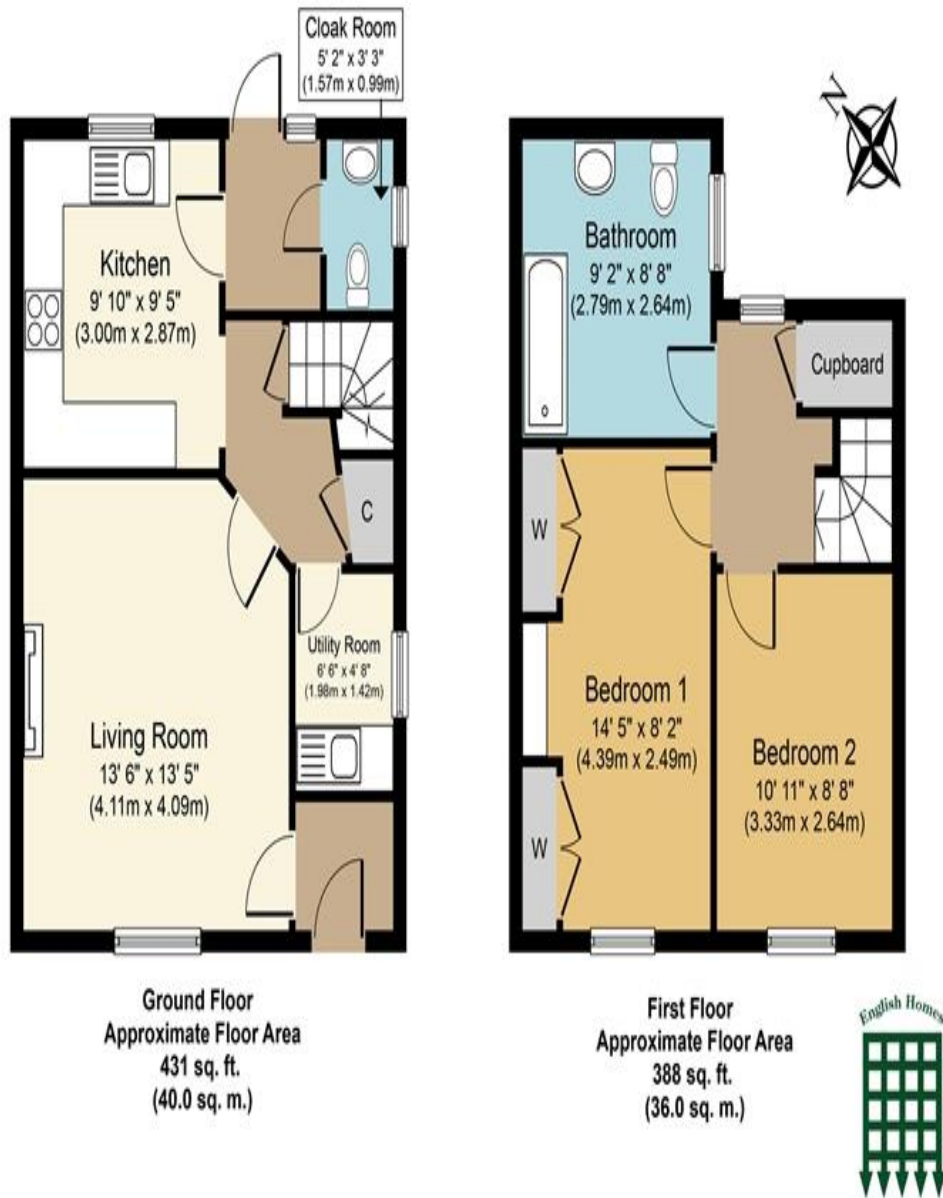 Cloak Room
5' 2" x 3' 3"
(1.57m x 0.99m)
Kitchen
9' 10" x 9' 5"
(3.00m x 2.87m)
C
Utility Room
6' 6" x 4' 8"
(1.98m x 1.42m)
Living Room
13' 6" x 13' 5"
(4.11m x 4.09m)
Ground Floor
Approximate Floor Area
431 sq. ft.
(40.0 sq. m.)
N
Bathroom
9' 2" x 8' 8"
(2.79m x 2.64m)
Cupboard
W
Bedroom 1
14' 5" x 8' 2"
(4.39m x 2.49m)
Bedroom 2
10' 11" x 8' 8"
(3.33m x 2.64m)
W
First Floor
Approximate Floor Area
388 sq. ft.
(36.0 sq. m.)
English Homes